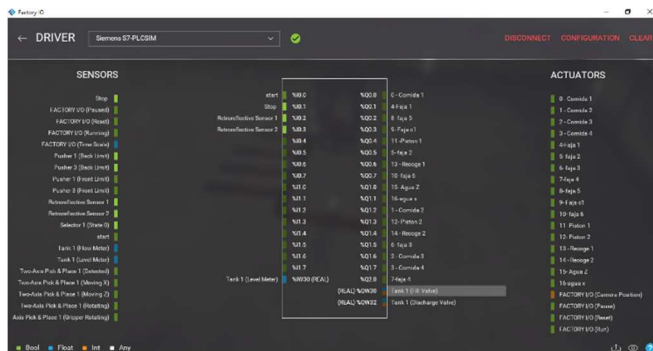 Factory IO
DRIVER
Siemens S7-PLCSIM
DISCONNECT CONFIGURATION CLEAR
SENSORS
Stop
FACTORY I/O (Paused)
FACTORY I/O (Reset)
FACTORY I/O (Running)
FACTORY I/O (Time Scale)
Pusher 1 (Back Limit)
Pusher 3 (Back Limit)
Pusher 1 (Front Limit)
Pusher 3 (Front Limit)
Retroreflective Sensor 1
Retroreflective Sensor 2
Selector 1 (State 0)
start
Tank 1 (Flow Meter)
Tank 1 (Level Meter)
Two-Axis Pick & Place 1 (Detected)
Two-Axis Pick & Place 1 (Moving X)
Two-Axis Pick & Place 1 (Moving Z)
Two-Axis Pick & Place 1 (Rotating)
Axis Pick & Place 1 (Gripper Rotating)
Bool Float Int Any
start %I0.0 %Q0.0 0 - Comida 1
Stop %I0.1 %Q0.1 4-Faja 1
Retroreflective Sensor 1 %I0.2 %Q0.2 8- faja 5
Retroreflective Sensor 2 %I0.3 %Q0.3 9- Faja s1
%I0.4 %Q0.4 11-Piston 1
%I0.5 %Q0.5 5- faja 2
%I0.6 %Q0.6 13 - Recoge 1
%I0.7 %Q0.7 10- faja 6
%I1.0 %Q1.0 15- Agua Z
%I1.1 %Q1.1 16-agua x
%I1.2 %Q1.2 1 - Comida 2
%I1.3 %Q1.3 12- Piston 2
%I1.4 %Q1.4 14 - Recoge 2
%I1.5 %Q1.5 6- faja 3
%I1.6 %Q1.6 2 - Comida 3
%I1.7 %Q1.7 3 - Comida 4
Tank 1 (Level Meter) %IW30 (REAL) %Q2.0 7-faja 4
(REAL) %QW30 Tank 1 (Fill Valve)
(REAL) %QW32 Tank 1 (Discharge Valve)
ACTUATORS
0 - Comida 1
1 - Comida 2
2 - Comida 3
3 - Comida 4
4-Faja 1
5- faja 2
6- faja 3
7-faja 4
8- faja 5
9- Faja s1
10- faja 6
11- Piston 1
12- Piston 2
13 - Recoge 1
14 - Recoge 2
15- Agua Z
16-agua x
FACTORY I/O (Camera Position)
FACTORY I/O (Pause)
FACTORY I/O (Reset)
FACTORY I/O (Run)